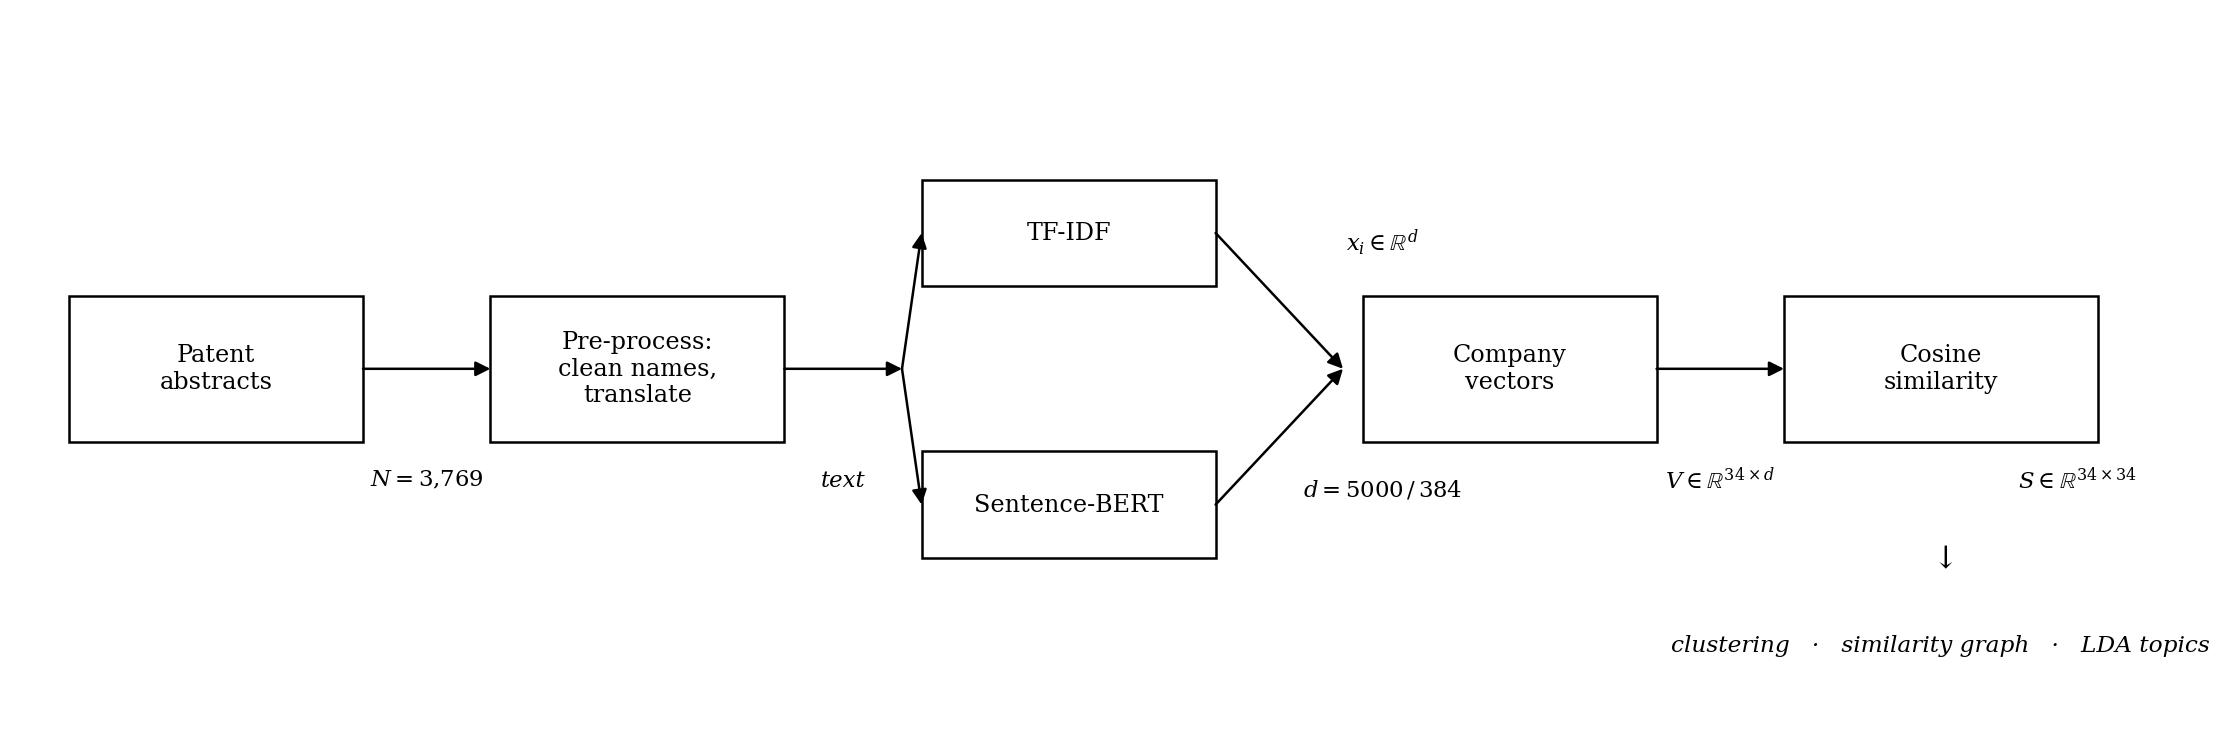 Patent
abstracts
N = 3,769
Pre-process:
clean names,
translate
text
TF-IDF
Sentence-BERT
xᵢ ∈ ℝᵈ
d = 5000 / 384
Company
vectors
V ∈ ℝ³⁴ˣᵈ
Cosine
similarity
S ∈ ℝ³⁴ˣ³⁴
↓
clustering · similarity graph · LDA topics